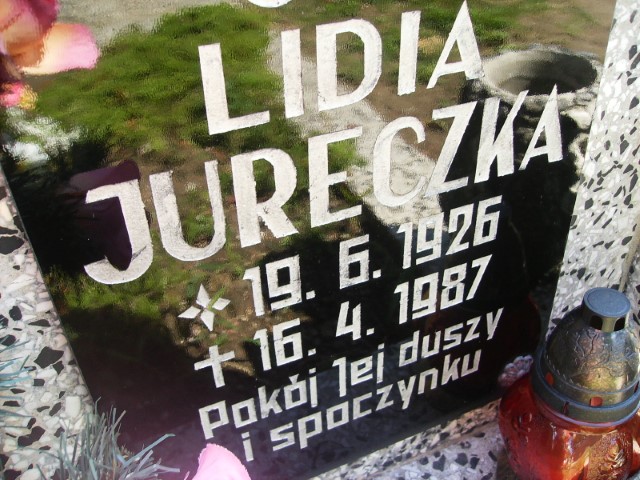 LIDIA
JURECZKA
19. 6. 1926
16. 4. 1987
Pokój Jej duszy
i spoczynku